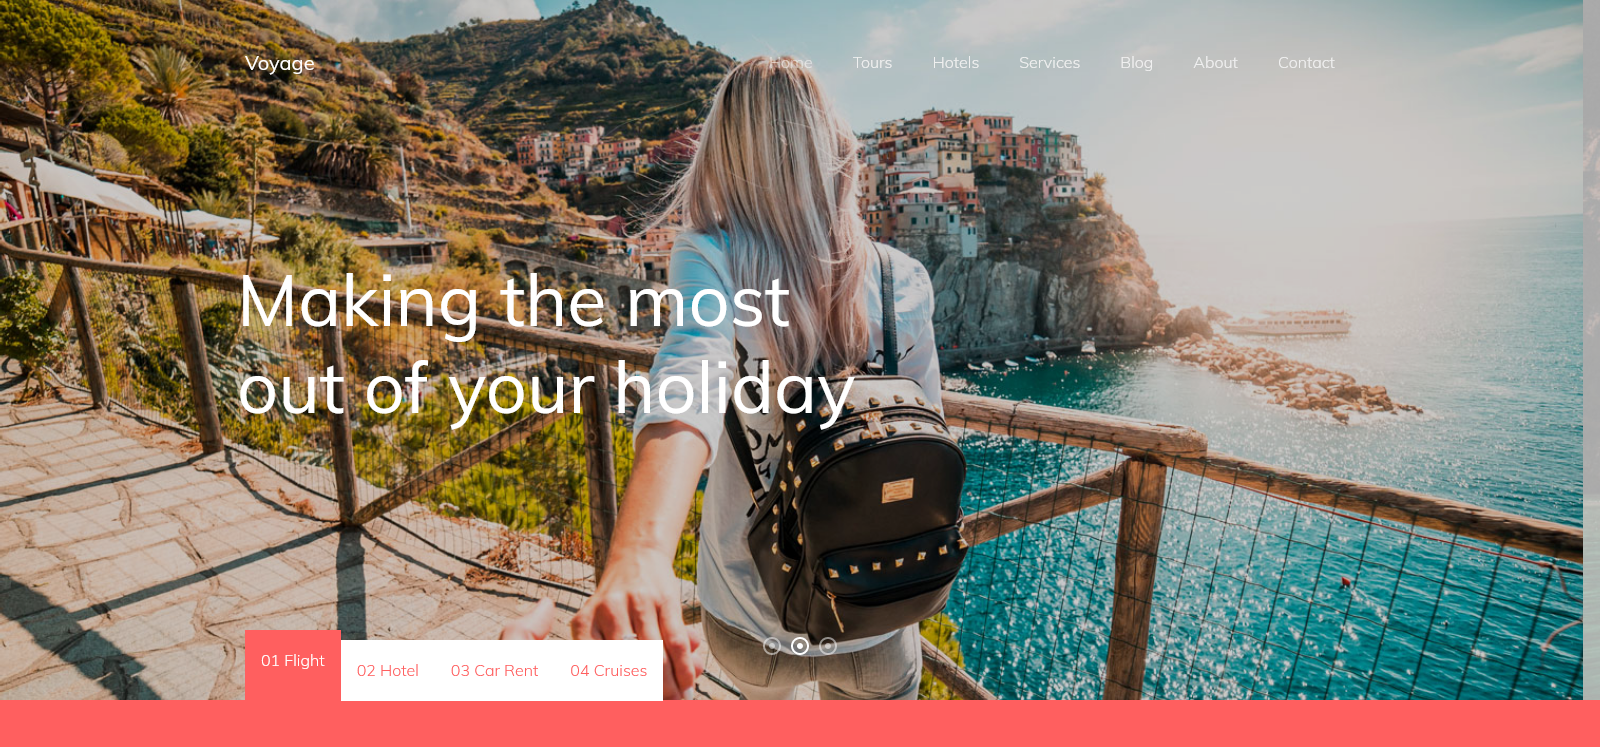 Voyage
Home Tours Hotels Services Blog About Contact
Making the most
out of your holiday
01 Flight 02 Hotel 03 Car Rent 04 Cruises